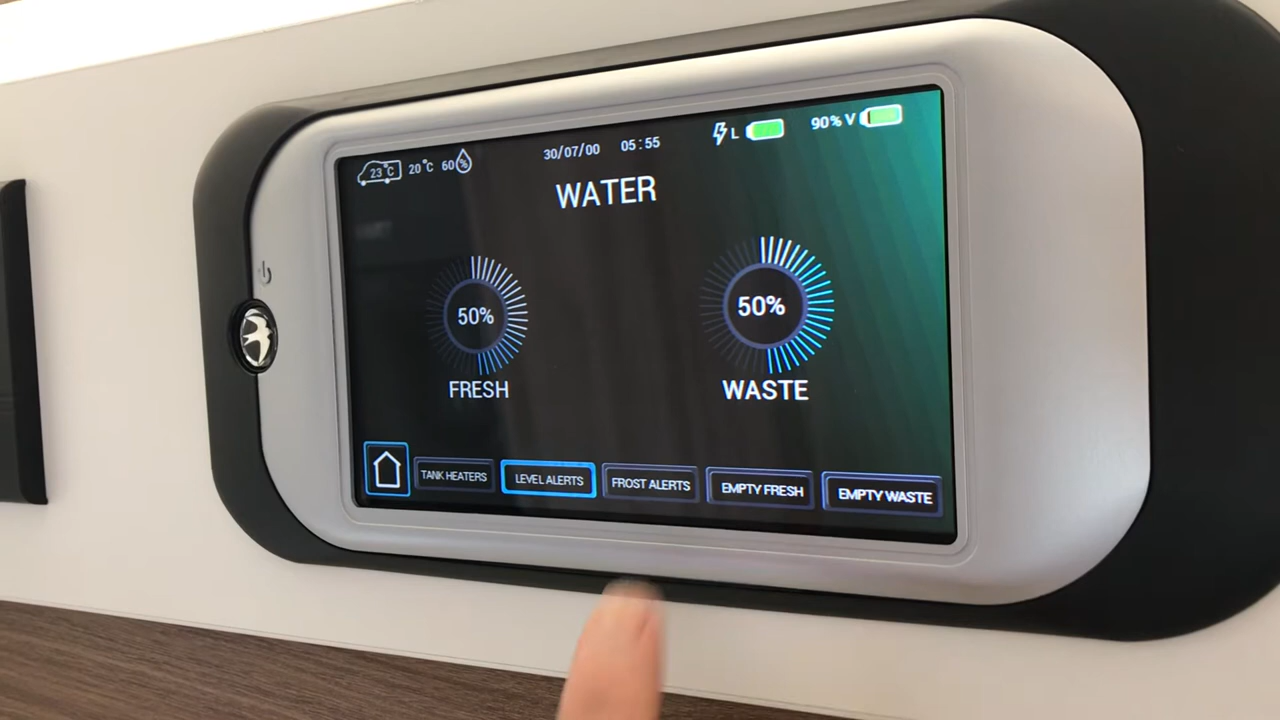 23°C 20°C 60% 30/07/00 05:55 L 90% V
WATER
50% 50%
FRESH WASTE
TANK HEATERS LEVEL ALERTS FROST ALERTS EMPTY FRESH EMPTY WASTE